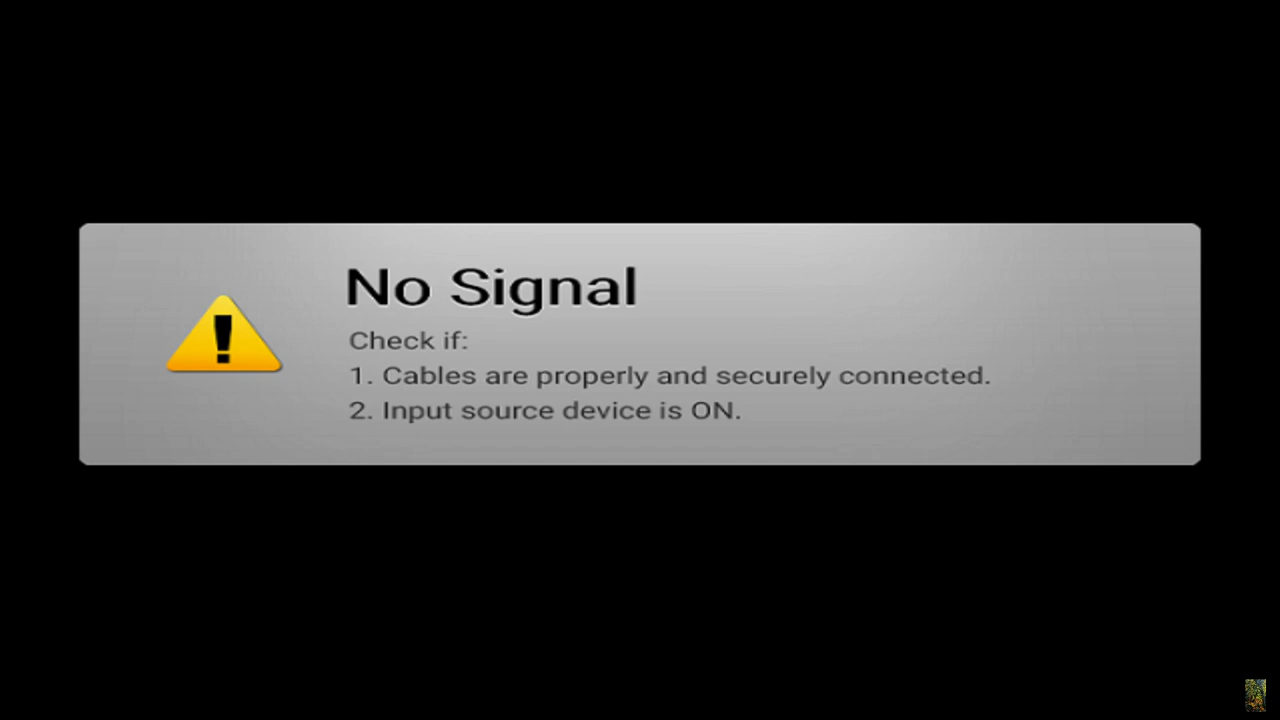 No Signal
Check if:
1. Cables are properly and securely connected.
2. Input source device is ON.